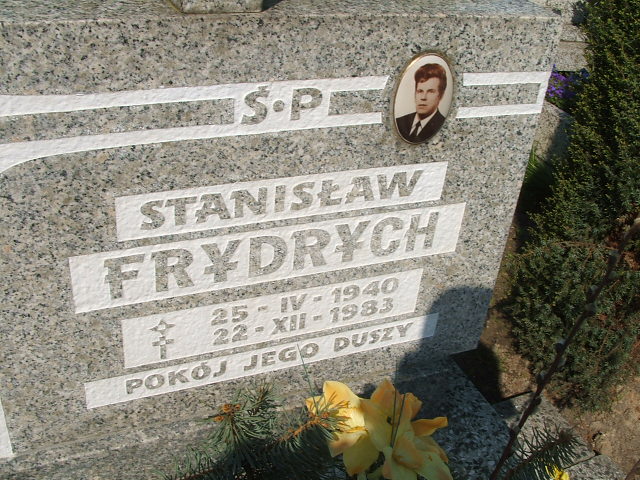 Ś·P
STANISŁAW
FRYDRYCH
25-IV-1940
22-XII-1983
POKÓJ JEGO DUSZY